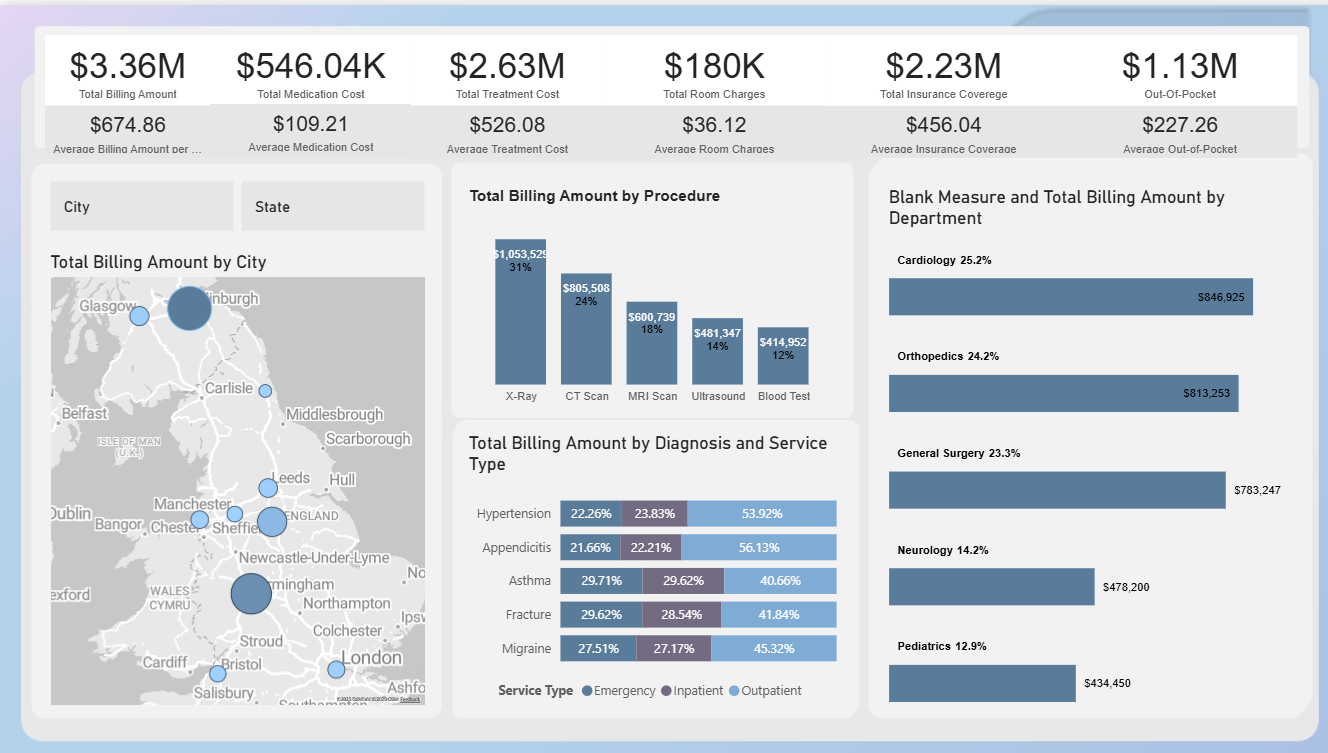 $3.36M
Total Billing Amount
$546.04K
Total Medication Cost
$2.63M
Total Treatment Cost
$180K
Total Room Charges
$2.23M
Total Insurance Coverege
$1.13M
Out-Of-Pocket
$674.86
Average Billing Amount per ...
$109.21
Average Medication Cost
$526.08
Average Treatment Cost
$36.12
Average Room Charges
$456.04
Average Insurance Coverage
$227.26
Average Out-of-Pocket
City
State
Total Billing Amount by City
Glasgow
inburgh
Carlisle
Belfast
Middlesbrough
Scarborough
ISLE OF MAN
(U.K.)
Leeds
Hull
Manchester
Dublin
Bangor
Chester
Sheffie
ENGLAND
Newcastle-Under-Lyme
No
exford
WALES
CYMRU
rmingham
Northampton
Ips
Colchester
Stroud
Cardiff
Bristol
London
Salisbury
Ashfo
Southampton
Feedback
Total Billing Amount by Procedure
$1,053,529
31%
$805,508
24%
$600,739
18%
$481,347
14%
$414,952
12%
X-Ray
CT Scan
MRI Scan
Ultrasound
Blood Test
Total Billing Amount by Diagnosis and Service
Type
Hypertension 22.26% 23.83% 53.92%
Appendicitis 21.66% 22.21% 56.13%
Asthma 29.71% 29.62% 40.66%
Fracture 29.62% 28.54% 41.84%
Migraine 27.51% 27.17% 45.32%
Service Type Emergency Inpatient Outpatient
Blank Measure and Total Billing Amount by
Department
Cardiology 25.2%
$846,925
Orthopedics 24.2%
$813,253
General Surgery 23.3%
$783,247
Neurology 14.2%
$478,200
Pediatrics 12.9%
$434,450